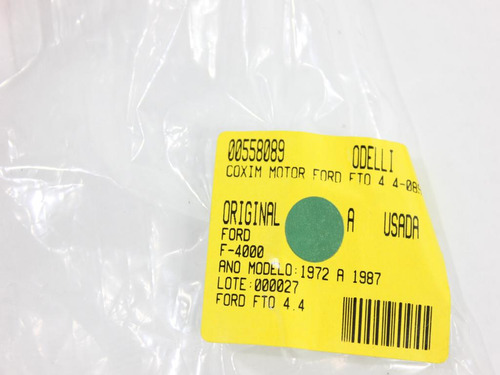 00558089 ODELLI
COXIM MOTOR FORD FTO 4.4-089
ORIGINAL A USADA
FORD
F-4000
ANO MODELO:1972 A 1987
LOTE:000027
FORD FTO 4.4